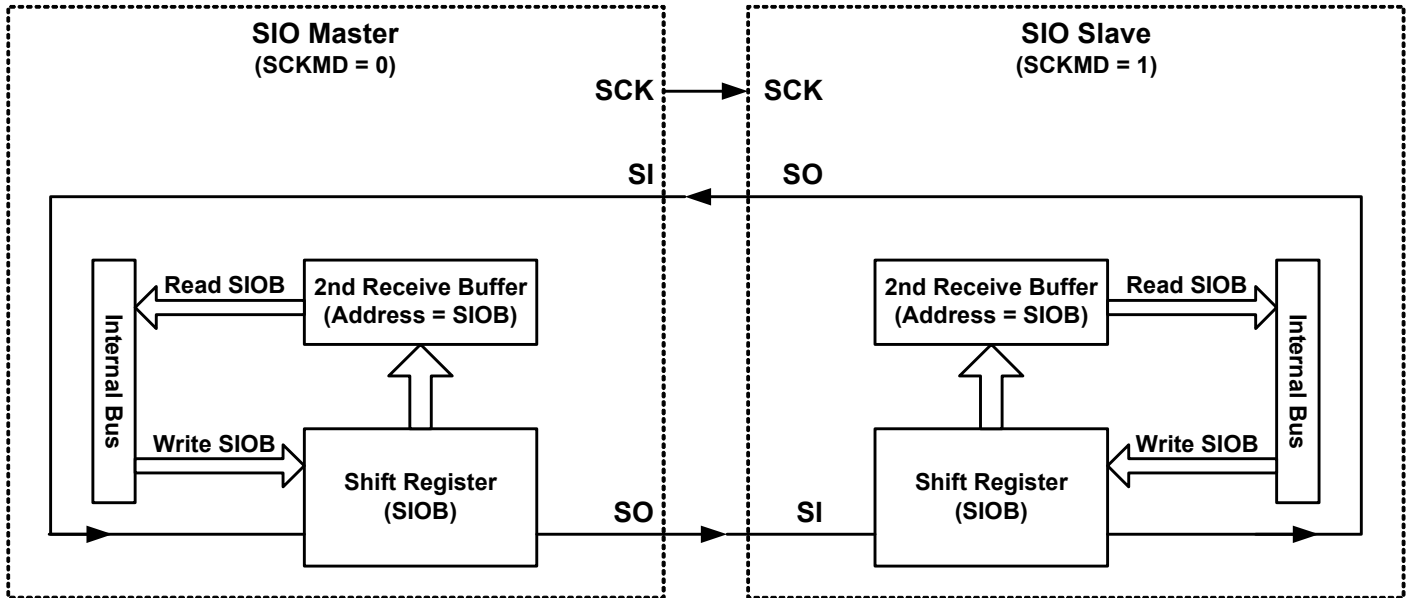 SIO Master
(SCKMD = 0)
SIO Slave
(SCKMD = 1)
SCK
SCK
SI
SO
Read SIOB
2nd Receive Buffer
(Address = SIOB)
Internal Bus
Write SIOB
Shift Register
(SIOB)
SO
SI
2nd Receive Buffer
(Address = SIOB)
Read SIOB
Internal Bus
Write SIOB
Shift Register
(SIOB)